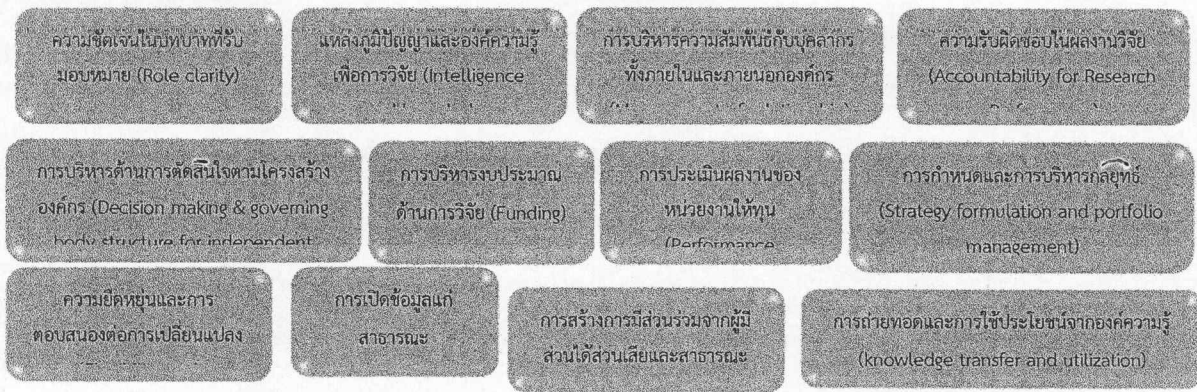 ความชัดเจนในบทบาทที่รับ
มอบหมาย (Role clarity)
แหล่งภูมิปัญญาและองค์ความรู้
เพื่อการวิจัย (Intelligence
การบริหารความสัมพันธ์กับบุคลากร
ทั้งภายในและภายนอกองค์กร
ความรับผิดชอบในผลงานวิจัย
(Accountability for Research
การบริหารด้านการตัดสินใจตามโครงสร้าง
องค์กร (Decision making & governing
body structure for independent
การบริหารงบประมาณ
ด้านการวิจัย (Funding)
การประเมินผลงานของ
หน่วยงานให้ทุน
(Performance
การกำหนดและการบริหารกลยุทธ์
(Strategy formulation and portfolio
management)
ความยืดหยุ่นและการ
ตอบสนองต่อการเปลี่ยนแปลง
การเปิดข้อมูลแก่
สาธารณะ
การสร้างการมีส่วนร่วมจากผู้มี
ส่วนได้ส่วนเสียและสาธารณะ
การถ่ายทอดและการใช้ประโยชน์จากองค์ความรู้
(knowledge transfer and utilization)